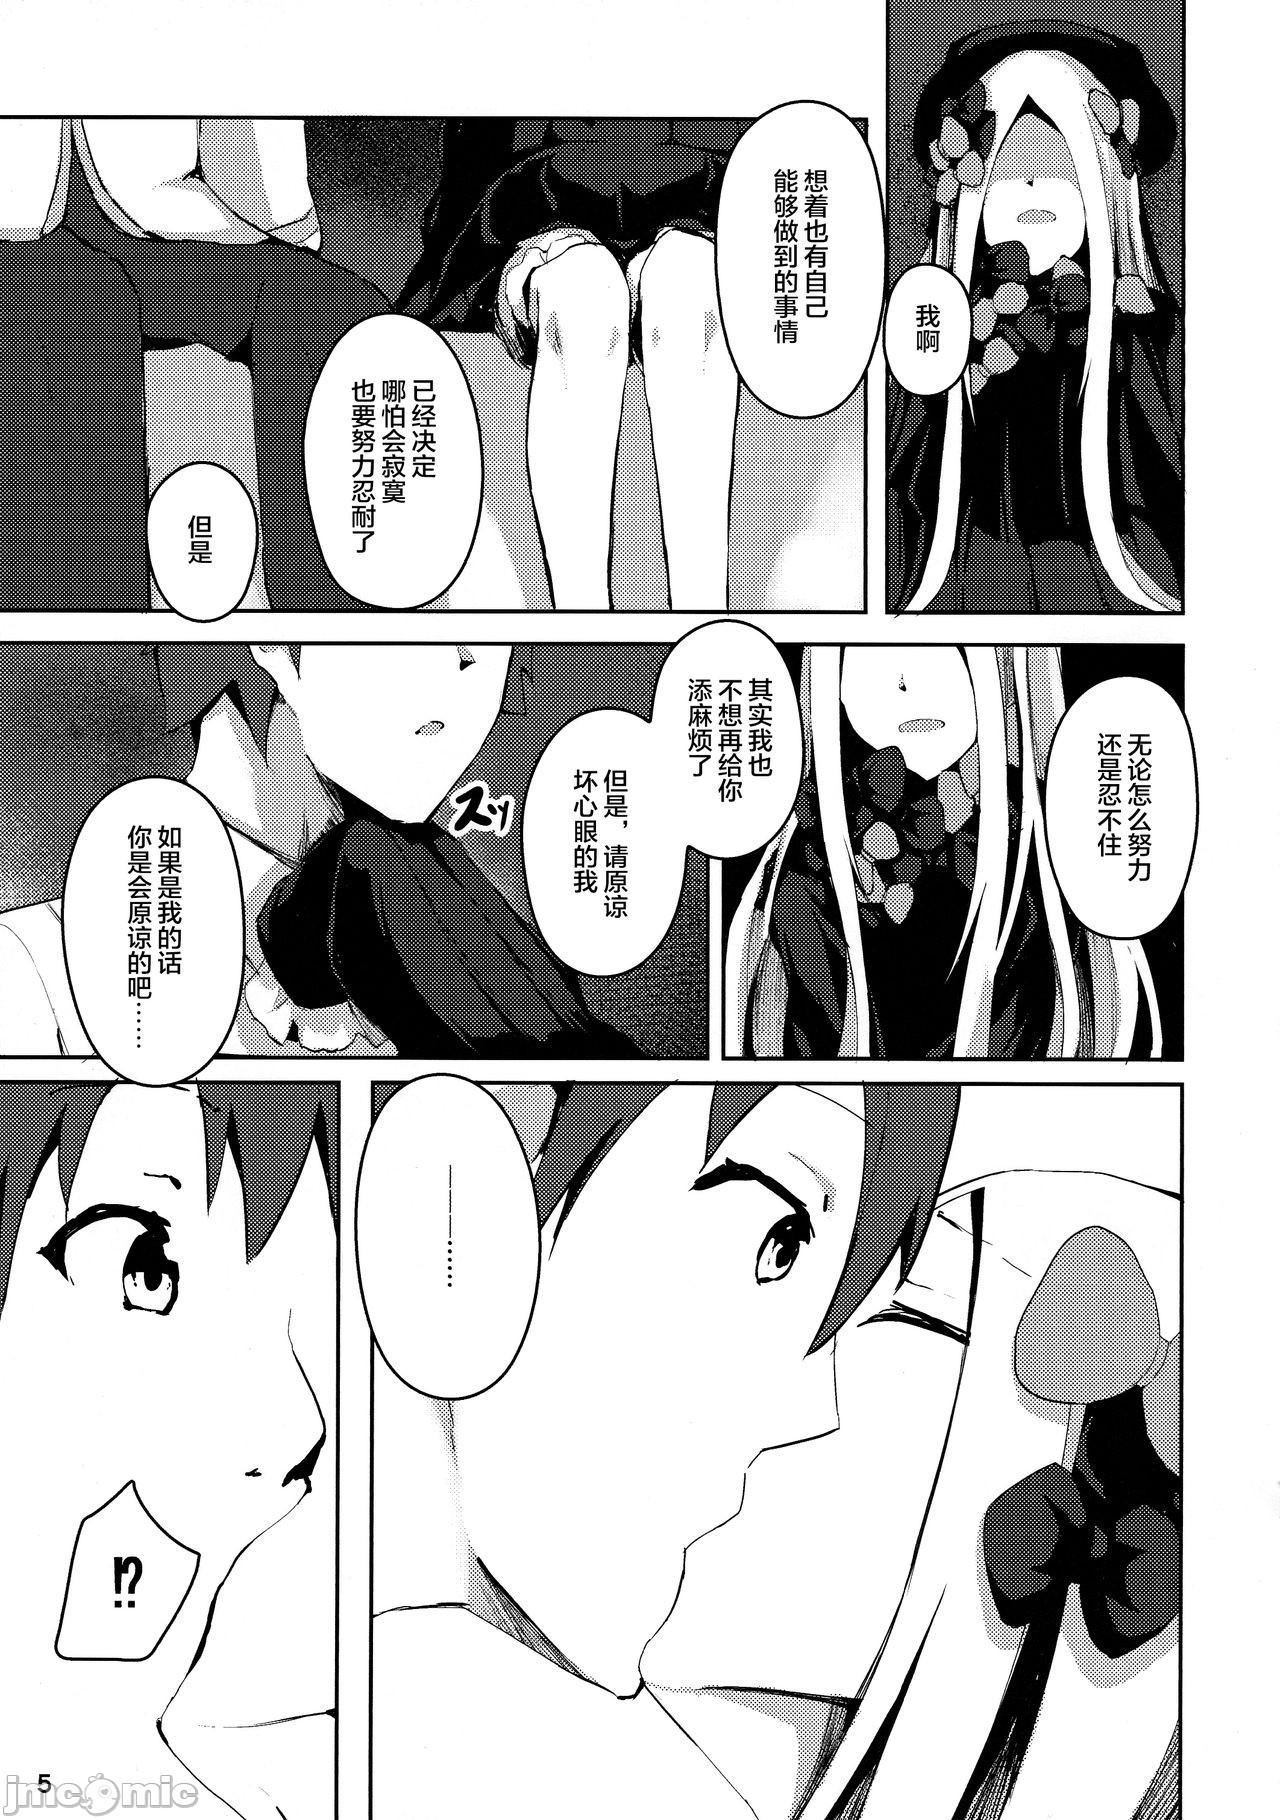 我啊
想着也有自己
能够做到的事情
已经决定
哪怕会寂寞
也要努力忍耐了
但是
无论怎么努力
还是忍不住
其实我也
不想再给你
添麻烦了
但是，请原谅
坏心眼的我
スッ
如果是我的话
你是会原谅的吧……
————……
!?
5
jmcomic